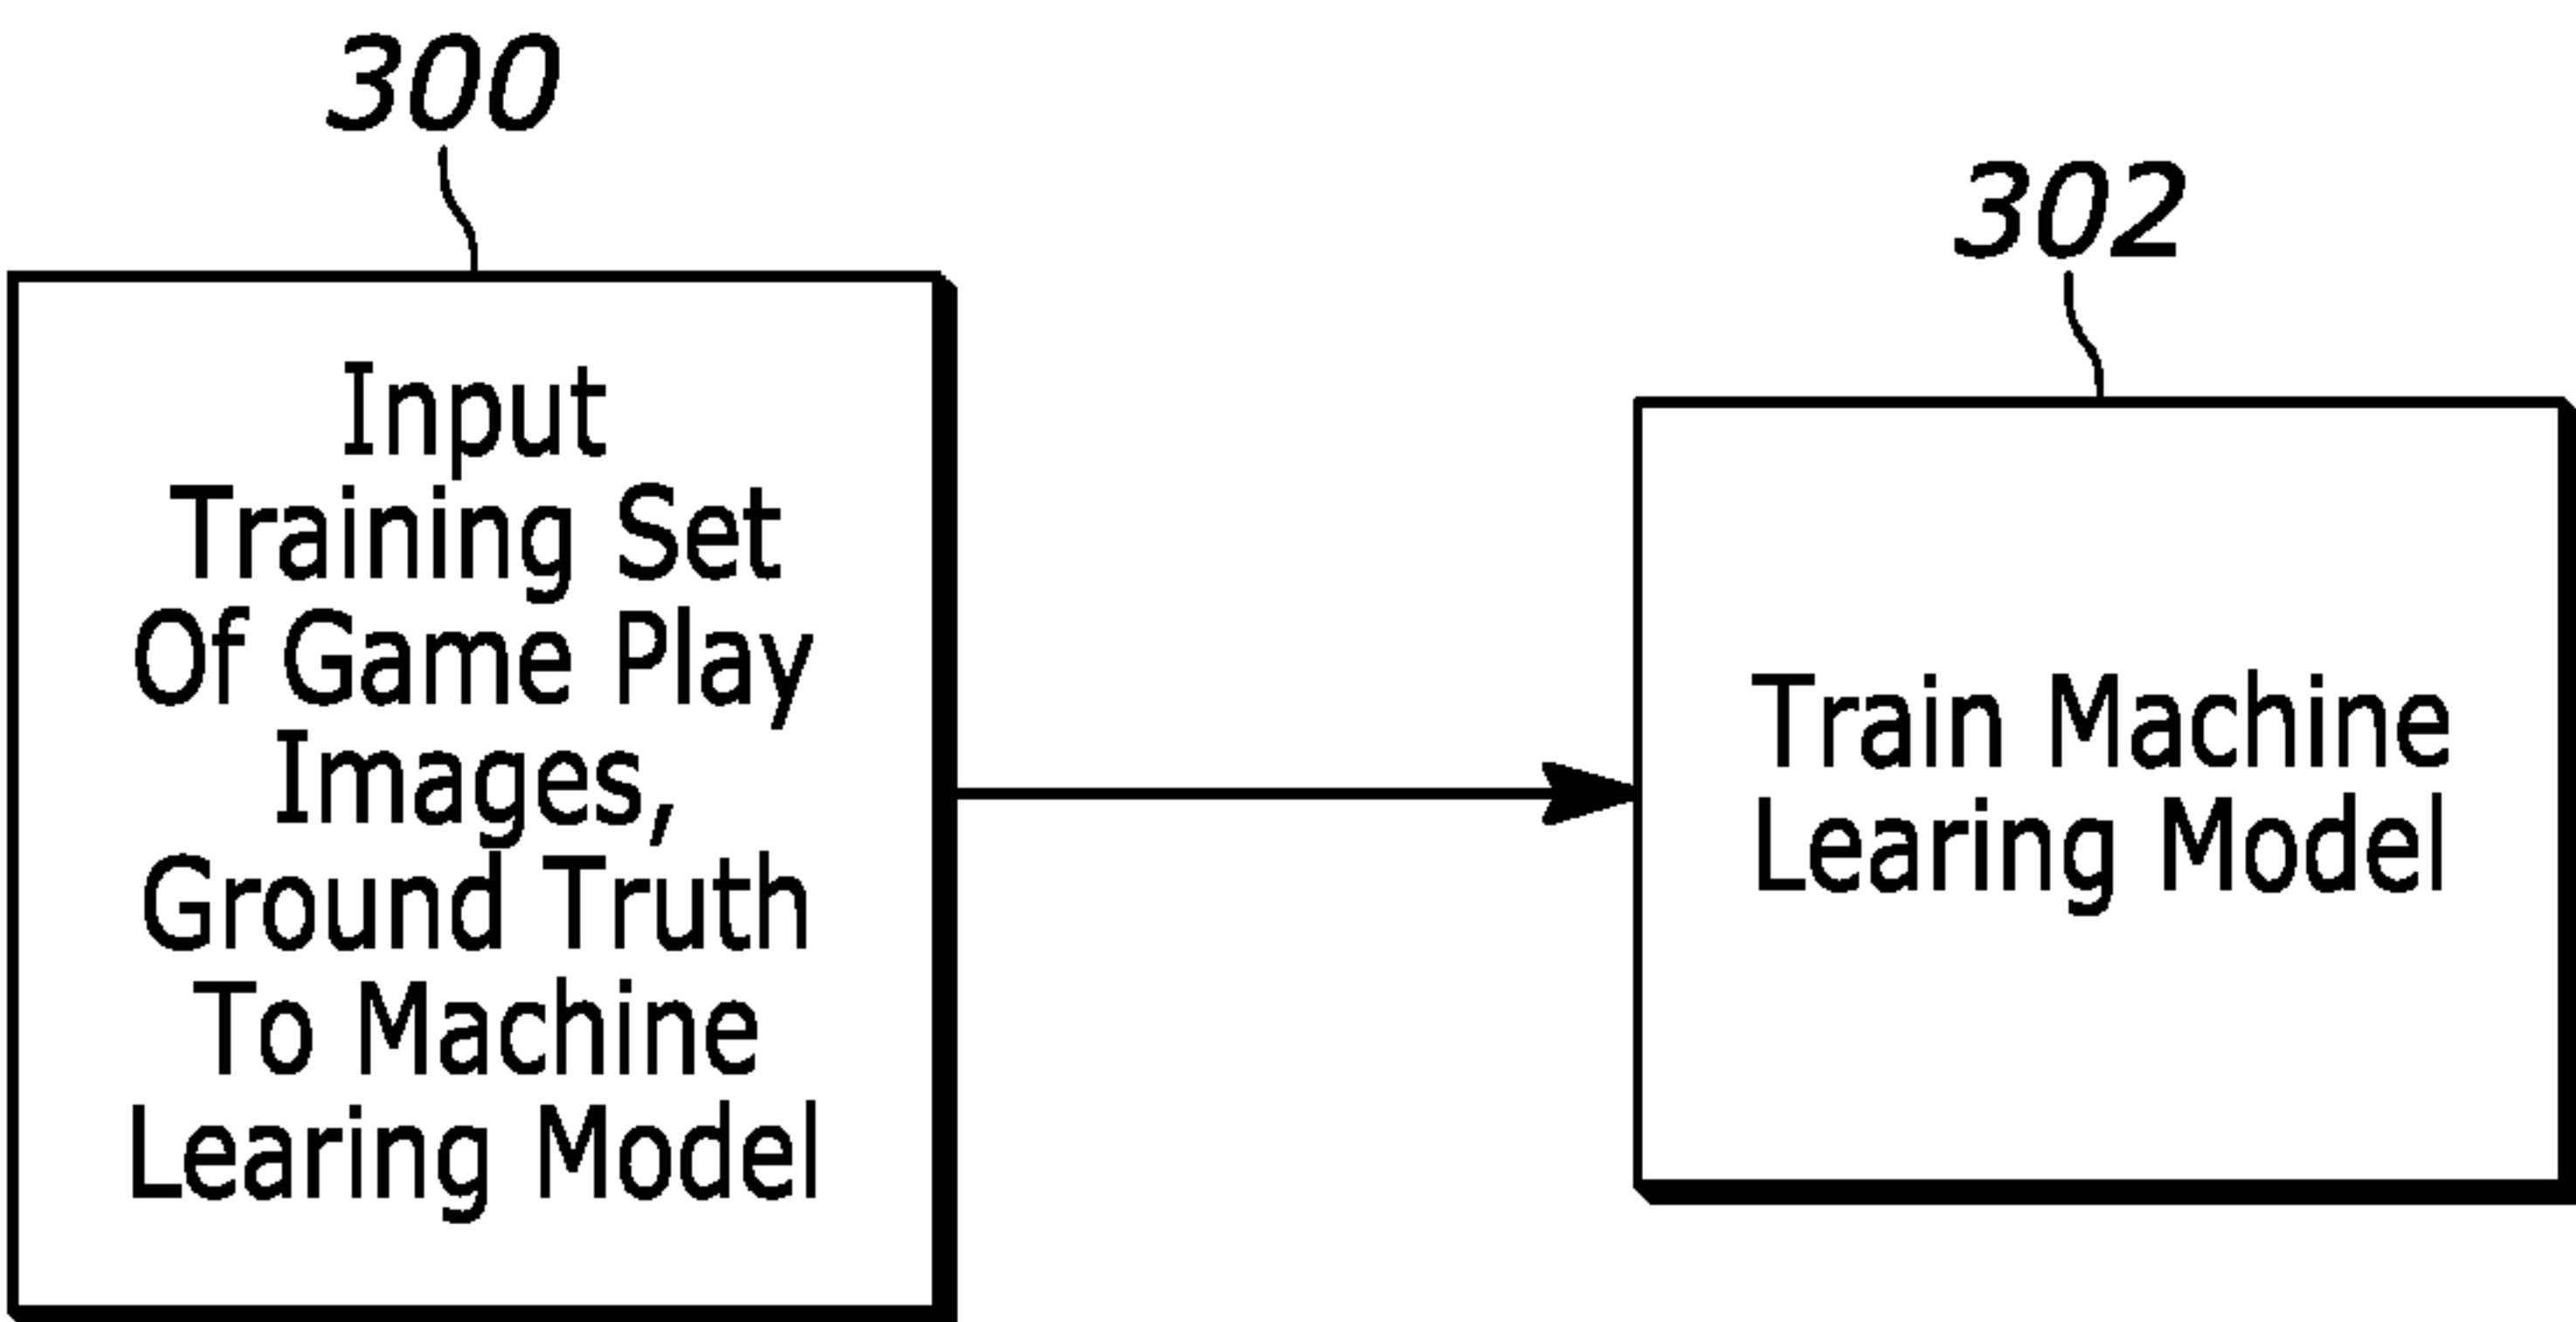 300
Input
Training Set
Of Game Play
Images,
Ground Truth
To Machine
Learing Model
302
Train Machine
Learing Model